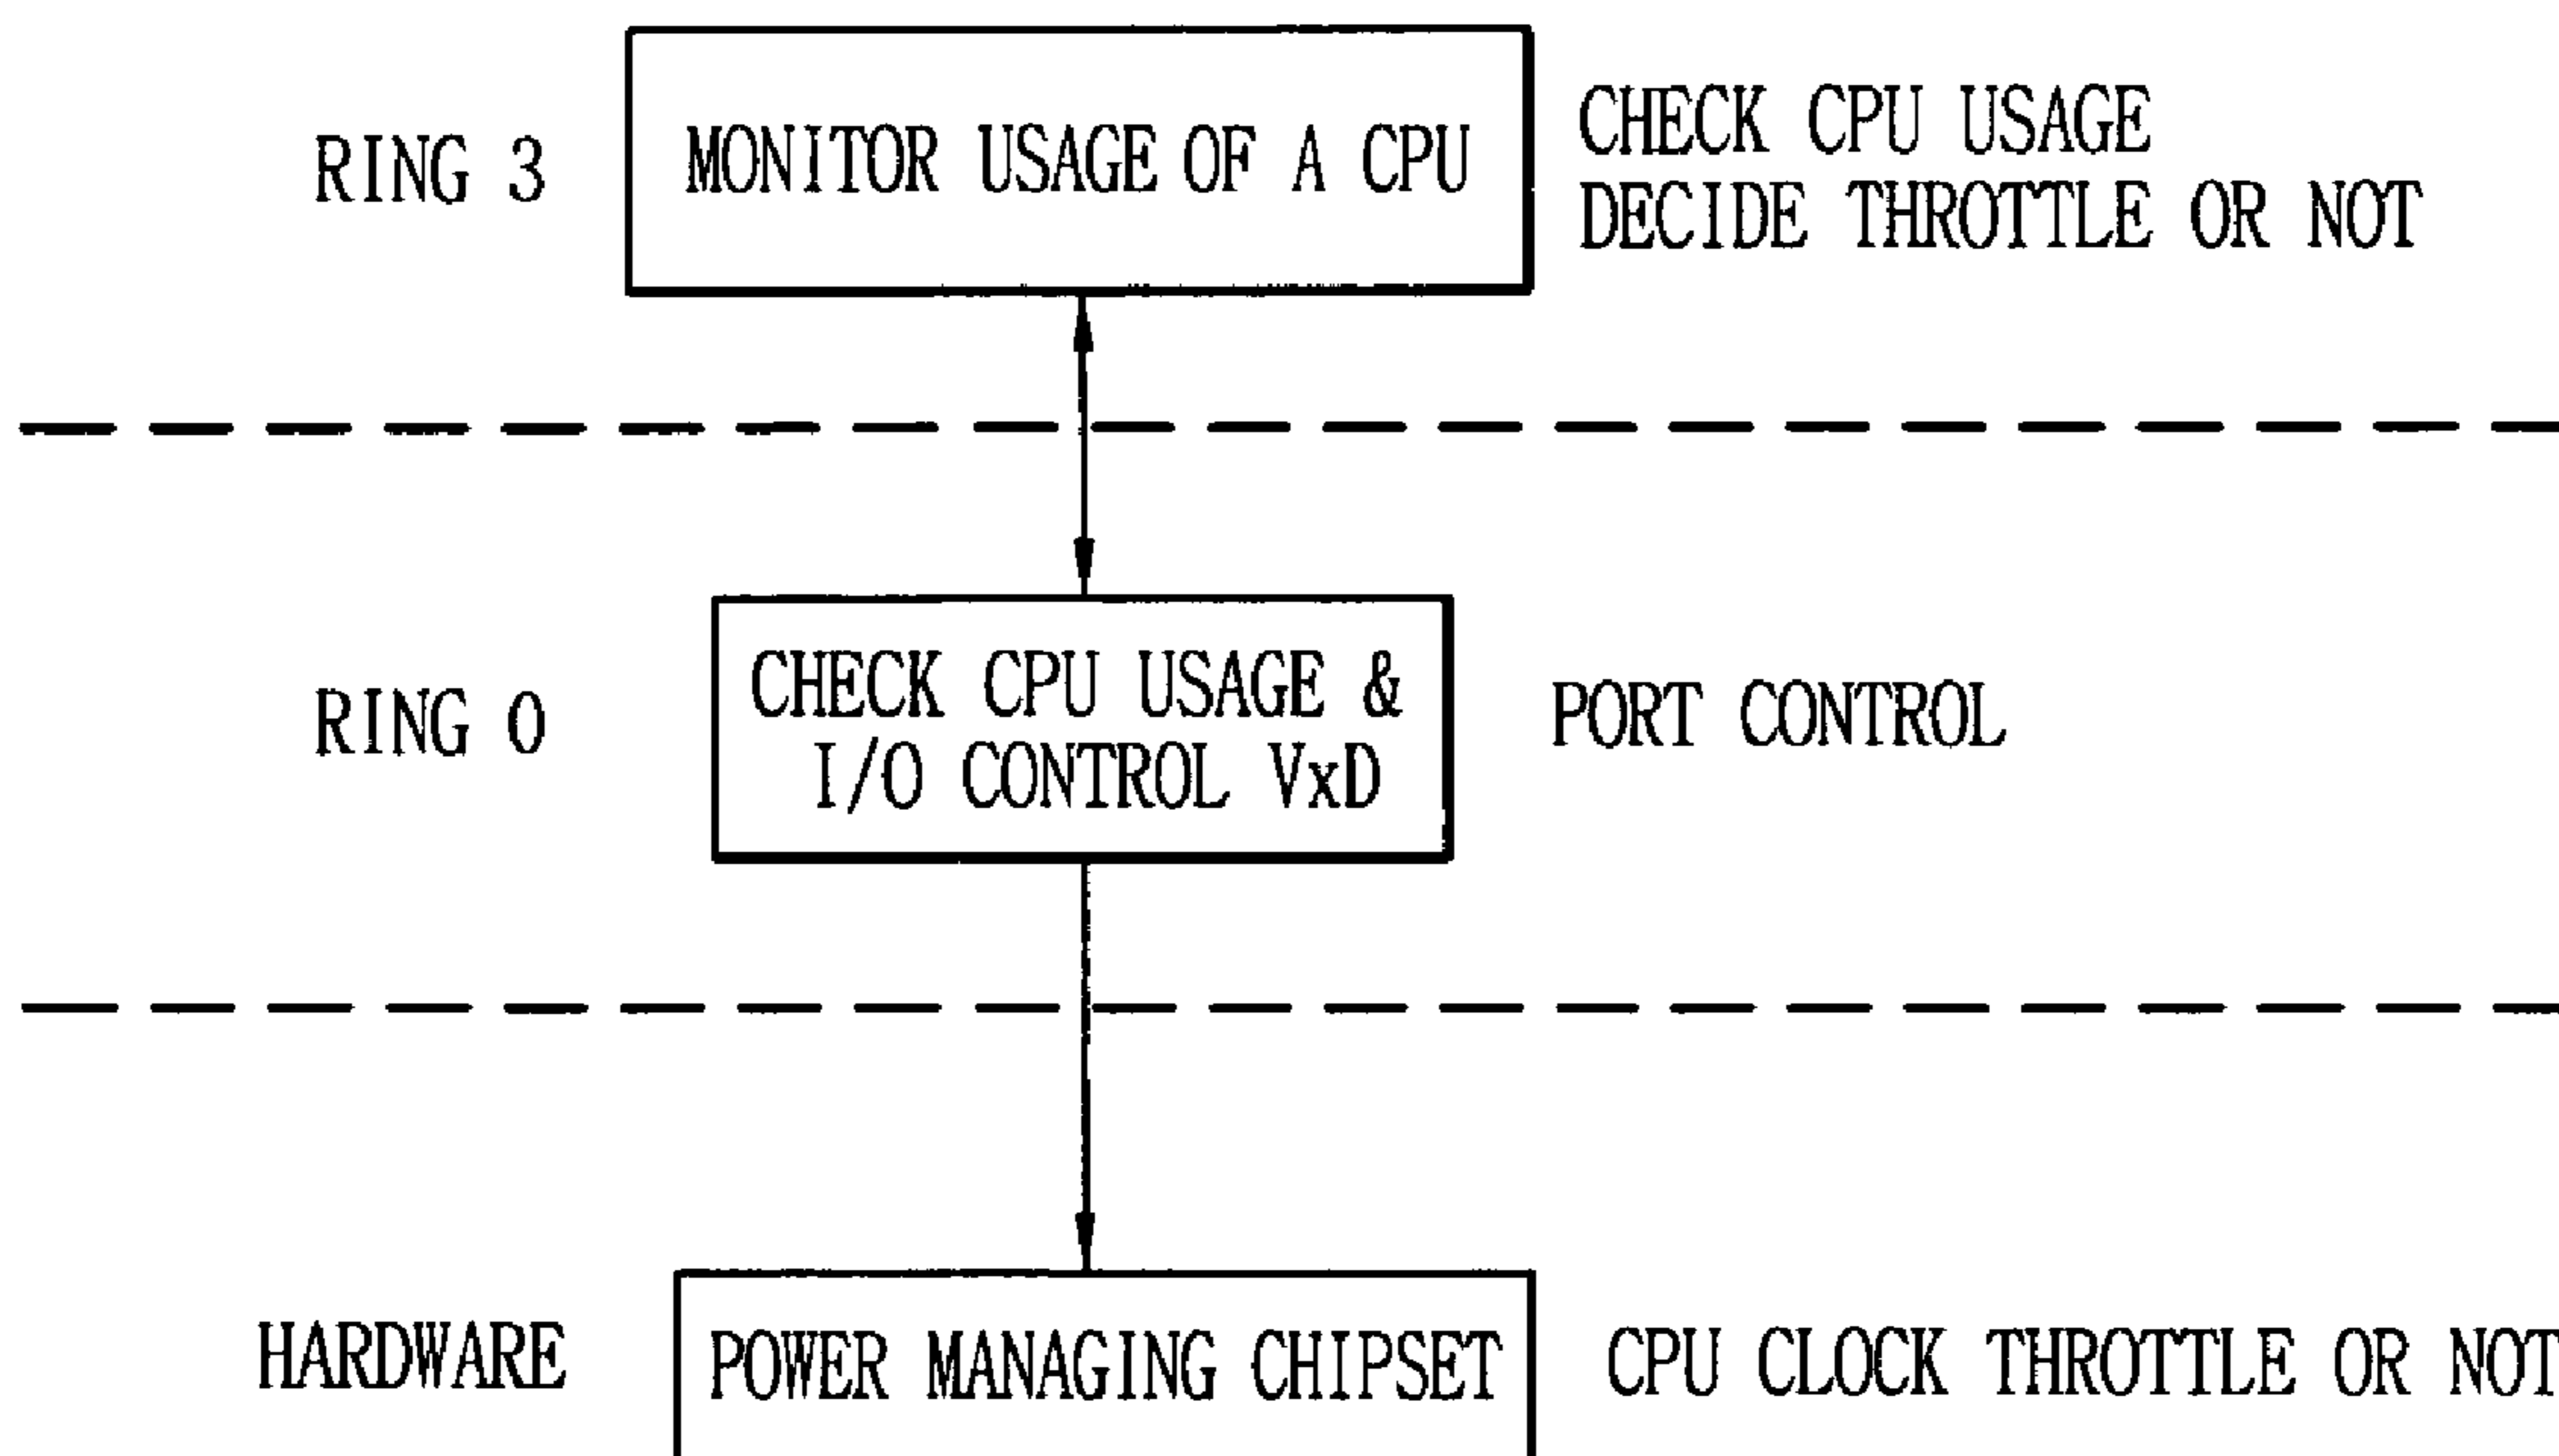 CHECK CPU USAGE
RING 3
MONITOR USAGE OF A CPU
DECIDE THROTTLE OR NOT
CHECK CPU USAGE &
RING 0
PORT CONTROL
I/O CONTROL VxD
HARDWARE
POWER MANAGING CHIPSET
CPU CLOCK THROTTLE OR NOT